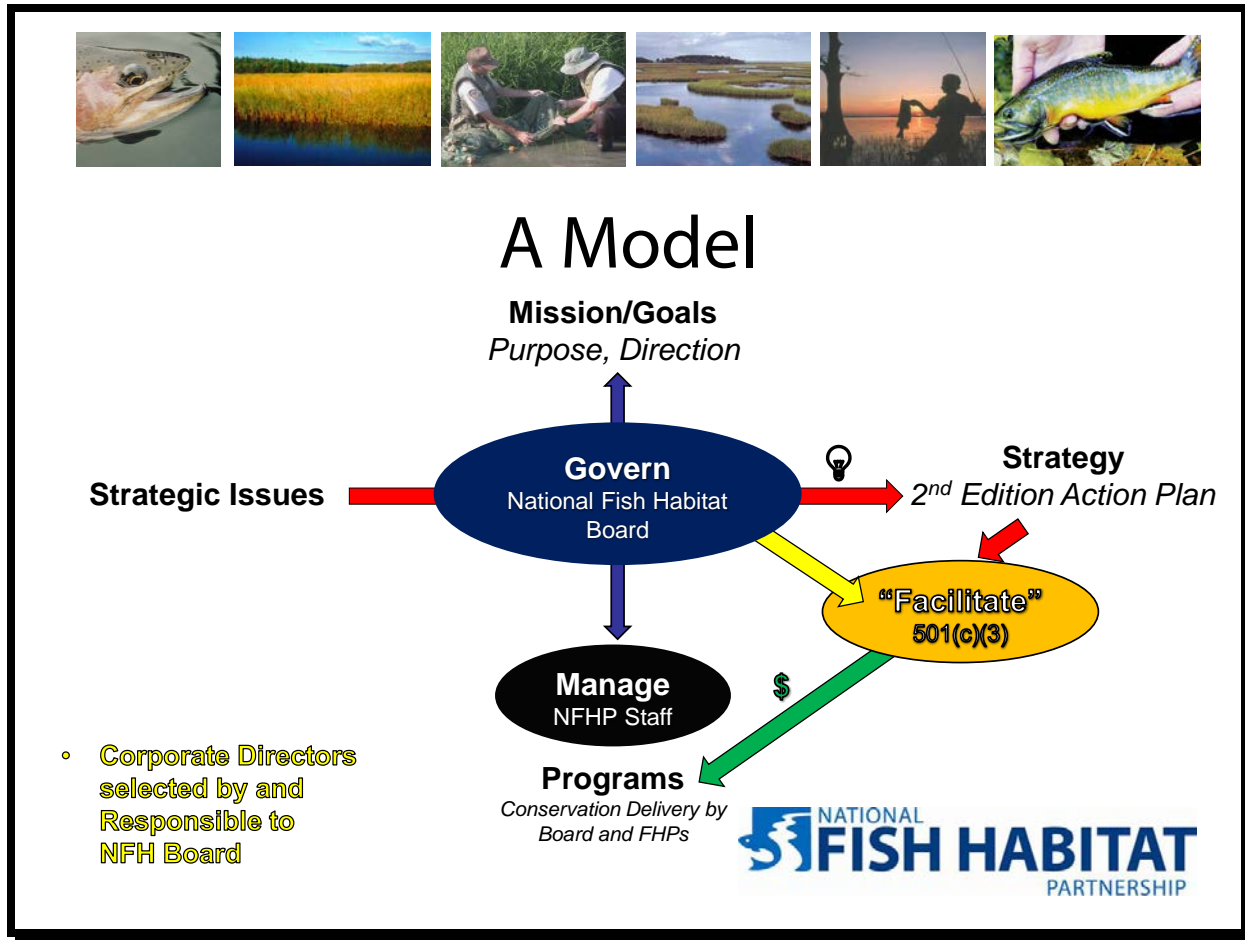 A Model
Mission/Goals
Purpose, Direction
Strategic Issues
Govern
National Fish Habitat
Board
Strategy
2nd Edition Action Plan
“Facilitate”
501(c)(3)
Manage
NFHP Staff
$
Programs
Conservation Delivery by
Board and FHPs
• Corporate Directors
selected by and
Responsible to
NFH Board
NATIONAL
FISH HABITAT
PARTNERSHIP